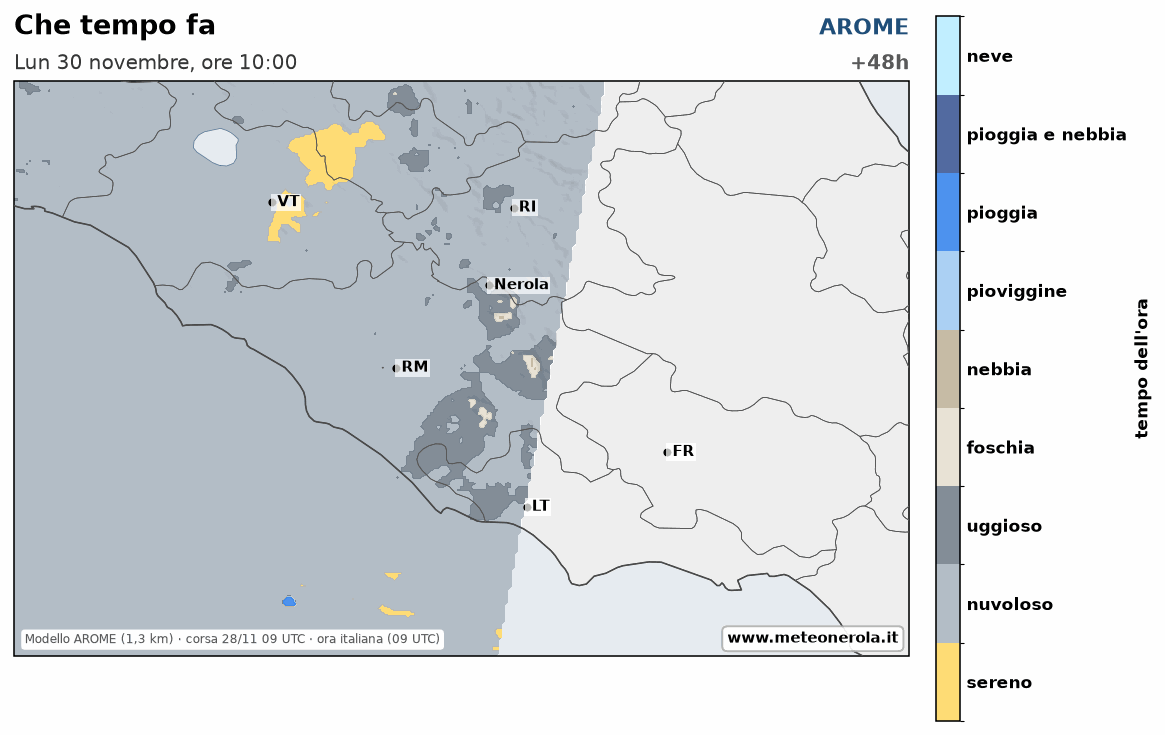 Che tempo fa
AROME
Lun 30 novembre, ore 10:00
+48h
VT
RI
Nerola
RM
FR
LT
Modello AROME (1,3 km) · corsa 28/11 09 UTC · ora italiana (09 UTC)
www.meteonerola.it
neve
pioggia e nebbia
pioggia
pioviggine
nebbia
foschia
uggioso
nuvoloso
sereno
tempo dell'ora